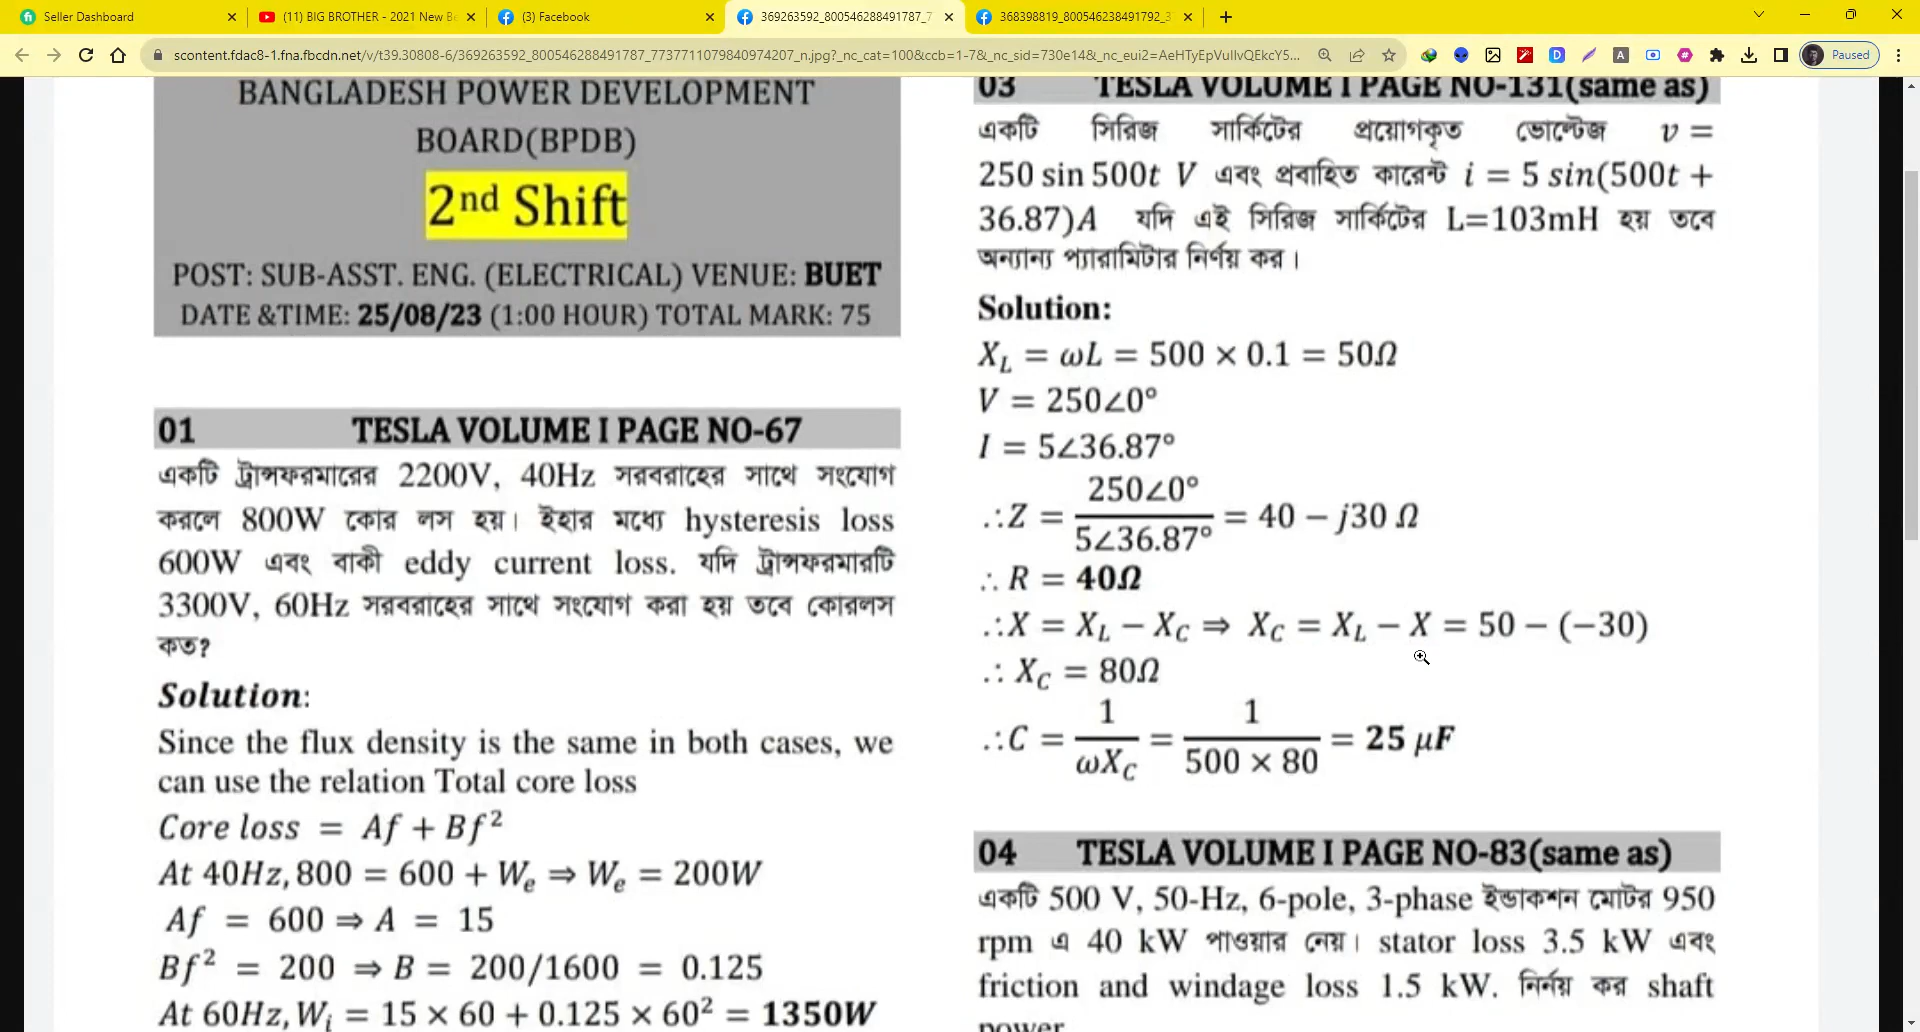 Seller Dashboard
(11) BIG BROTHER - 2021 New Be
(3) Facebook
369263592_800546288491787_7
368398819_800546238491792_3
scontent.fdac8-1.fna.fbcdn.net/v/t39.30808-6/369263592_800546288491787_7737711079840974207_n.jpg?_nc_cat=100&ccb=1-7&_nc_sid=730e14&_nc_eui2=AeHTyEpVuIlvQEkcY5...
Paused
BANGLADESH POWER DEVELOPMENT
BOARD(BPDB)
2nd Shift
POST: SUB-ASST. ENG. (ELECTRICAL) VENUE: BUET
DATE &TIME: 25/08/23 (1:00 HOUR) TOTAL MARK: 75
01 TESLA VOLUME I PAGE NO-67
একটি ট্রান্সফরমারের 2200V, 40Hz সরবরাহের সাথে সংযোগ
করলে 800W কোর লস হয়। ইহার মধ্যে hysteresis loss
600W এবং বাকী eddy current loss. যদি ট্রান্সফরমারটি
3300V, 60Hz সরবরাহের সাথে সংযোগ করা হয় তবে কোরলস
কত?
Solution:
Since the flux density is the same in both cases, we
can use the relation Total core loss
Core loss = Af + Bf²
At 40Hz, 800 = 600 + Wₑ ⇒ Wₑ = 200W
Af = 600 ⇒ A = 15
Bf² = 200 ⇒ B = 200/1600 = 0.125
At 60Hz, Wᵢ = 15 × 60 + 0.125 × 60² = 1350W
03 TESLA VOLUME I PAGE NO-131(same as)
একটি সিরিজ সার্কিটের প্রয়োগকৃত ভোল্টেজ v =
250 sin 500t V এবং প্রবাহিত কারেন্ট i = 5 sin(500t +
36.87)A যদি এই সিরিজ সার্কিটের L=103mH হয় তবে
অন্যান্য প্যারামিটার নির্ণয় কর।
Solution:
X_L = ωL = 500 × 0.1 = 50Ω
V = 250∠0°
I = 5∠36.87°
∴Z = 250∠0° / 5∠36.87° = 40 − j30 Ω
∴ R = 40Ω
∴X = X_L − X_C ⇒ X_C = X_L − X = 50 − (−30)
∴ X_C = 80Ω
∴C = 1 / ωX_C = 1 / 500 × 80 = 25 μF
04 TESLA VOLUME I PAGE NO-83(same as)
একটি 500 V, 50-Hz, 6-pole, 3-phase ইন্ডাকশন মোটর 950
rpm এ 40 kW পাওয়ার নেয়। stator loss 3.5 kW এবং
friction and windage loss 1.5 kW. নির্নয় কর shaft
power